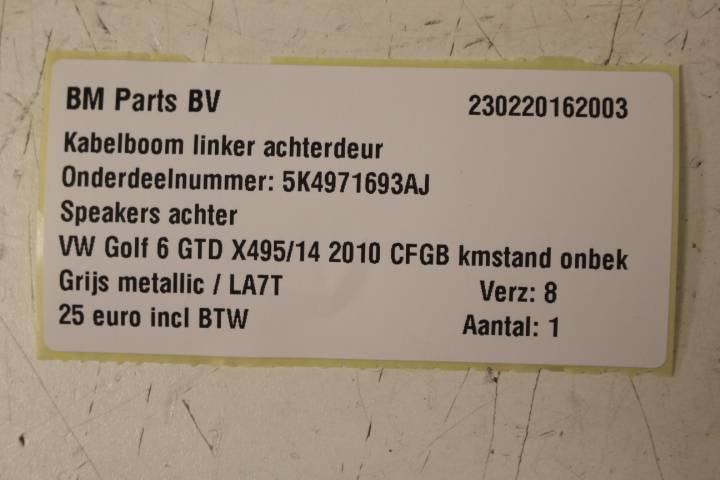 BM Parts BV 230220162003
Kabelboom linker achterdeur
Onderdeelnummer: 5K4971693AJ
Speakers achter
VW Golf 6 GTD X495/14 2010 CFGB kmstand onbek
Grijs metallic / LA7T Verz: 8
25 euro incl BTW Aantal: 1